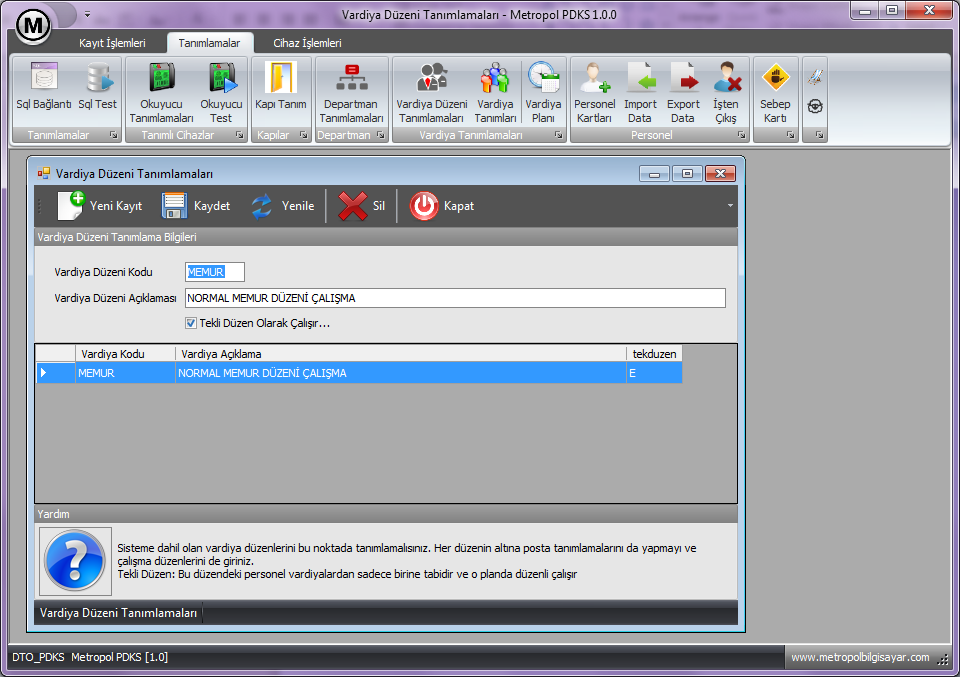 Vardiya Düzeni Tanımlamaları - Metropol PDKS 1.0.0
M
Kayıt İşlemleri Tanımlamalar Cihaz İşlemleri
Sql Bağlantı Sql Test
Okuyucu Tanımlamaları
Okuyucu Test
Kapı Tanım
Departman Tanımlamaları
Vardiya Düzeni Tanımlamaları
Vardiya Tanımları
Vardiya Planı
Personel Kartları
Import Data
Export Data
İşten Çıkış
Sebep Kartı
Tanımlamalar Tanımlı Cihazlar Kapılar Departman Vardiya Tanımlamaları Personel
Vardiya Düzeni Tanımlamaları
Yeni Kayıt Kaydet Yenile Sil Kapat
Vardiya Düzeni Tanımlama Bilgileri
Vardiya Düzeni Kodu MEMUR
Vardiya Düzeni Açıklaması NORMAL MEMUR DÜZENİ ÇALIŞMA
Tekli Düzen Olarak Çalışır...
Vardiya Kodu Vardiya Açıklama tekduzen
MEMUR NORMAL MEMUR DÜZENİ ÇALIŞMA E
Yardım
Sisteme dahil olan vardiya düzenlerini bu noktada tanımlamalısınız. Her düzenin altına posta tanımlamalarını da yapmayı ve
çalışma düzenlerini de giriniz.
Tekli Düzen: Bu düzendeki personel vardiyalardan sadece birine tabidir ve o planda düzenli çalışır
Vardiya Düzeni Tanımlamaları
DTO_PDKS Metropol PDKS [1.0] www.metropolbilgisayar.com